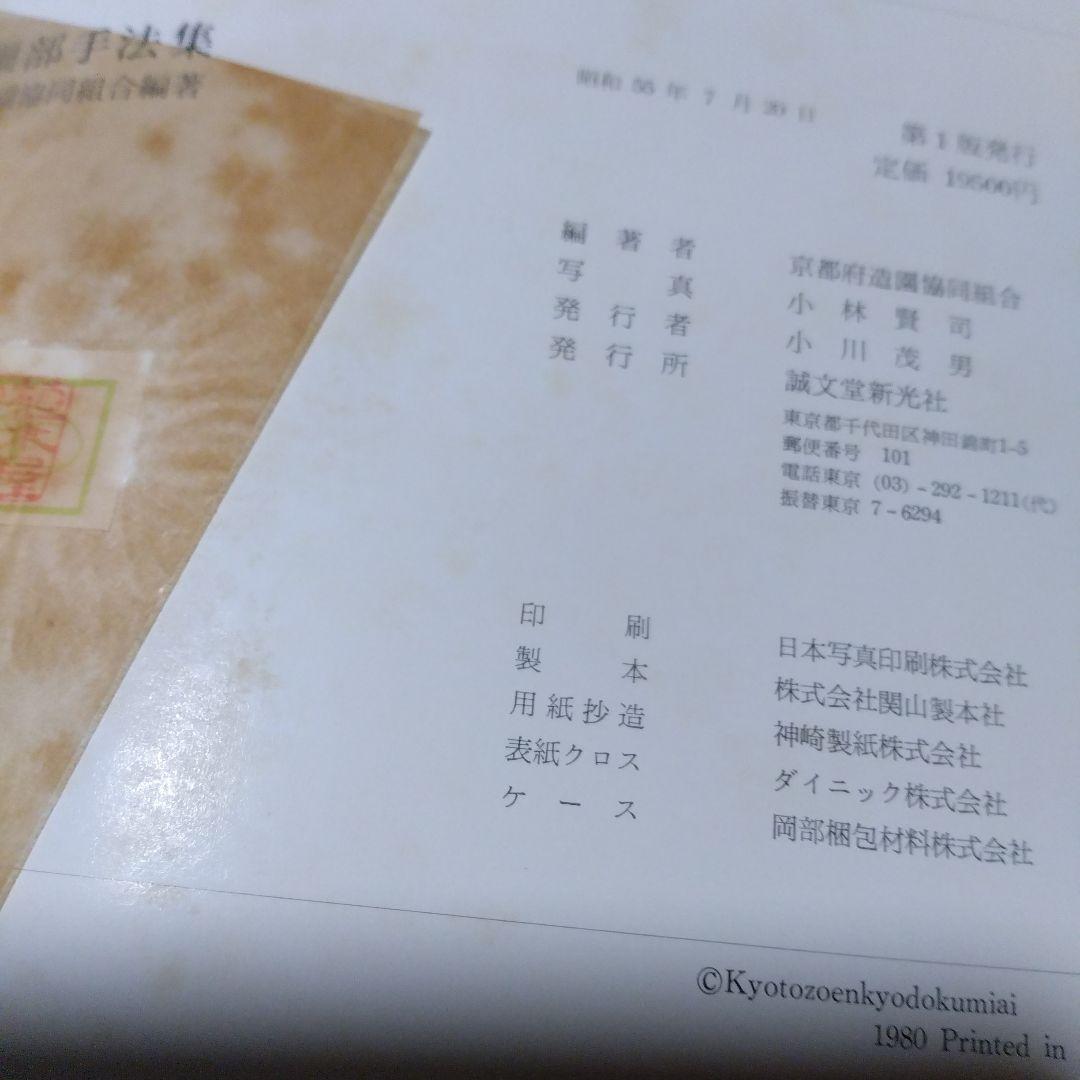 部手法集
協同組合編著
昭和 55 年 7 月 20 日
第1版発行
定価 19500円
編著者 京都府造園協同組合
写真 小林賢司
発行者 小川茂男
発行所 誠文堂新光社
東京都千代田区神田錦町1-5
郵便番号 101
電話東京 (03)-292-1211(代)
振替東京 7-6294
印刷 日本写真印刷株式会社
製本 株式会社関山製本社
用紙抄造 神崎製紙株式会社
表紙クロス ダイニック株式会社
ケース 岡部梱包材料株式会社
©Kyotozoenkyodokumiai
1980 Printed in